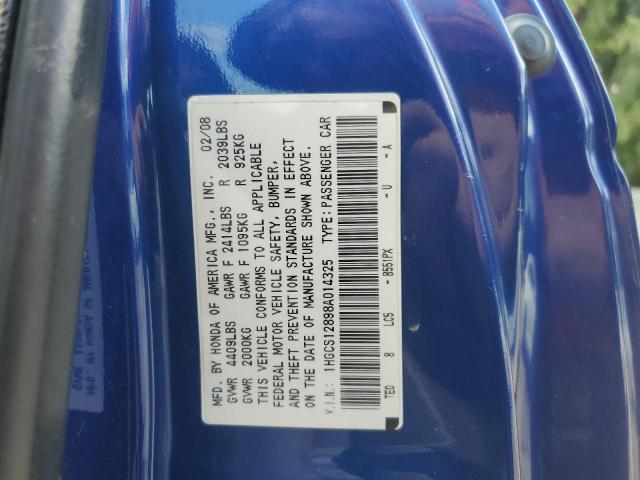 MFD. BY HONDA OF AMERICA MFG., INC. 02/08
GVWR 4409LBS GAWR F 2414LBS R 2039LBS
GVWR 2000KG GAWR F 1095KG R 925KG
THIS VEHICLE CONFORMS TO ALL APPLICABLE
FEDERAL MOTOR VEHICLE SAFETY, BUMPER,
AND THEFT PREVENTION STANDARDS IN EFFECT
ON THE DATE OF MANUFACTURE SHOWN ABOVE.
V.I.N.: 1HGCS12898A014325 TYPE: PASSENGER CAR
TE0 8 LC5 - B551PX - U - A